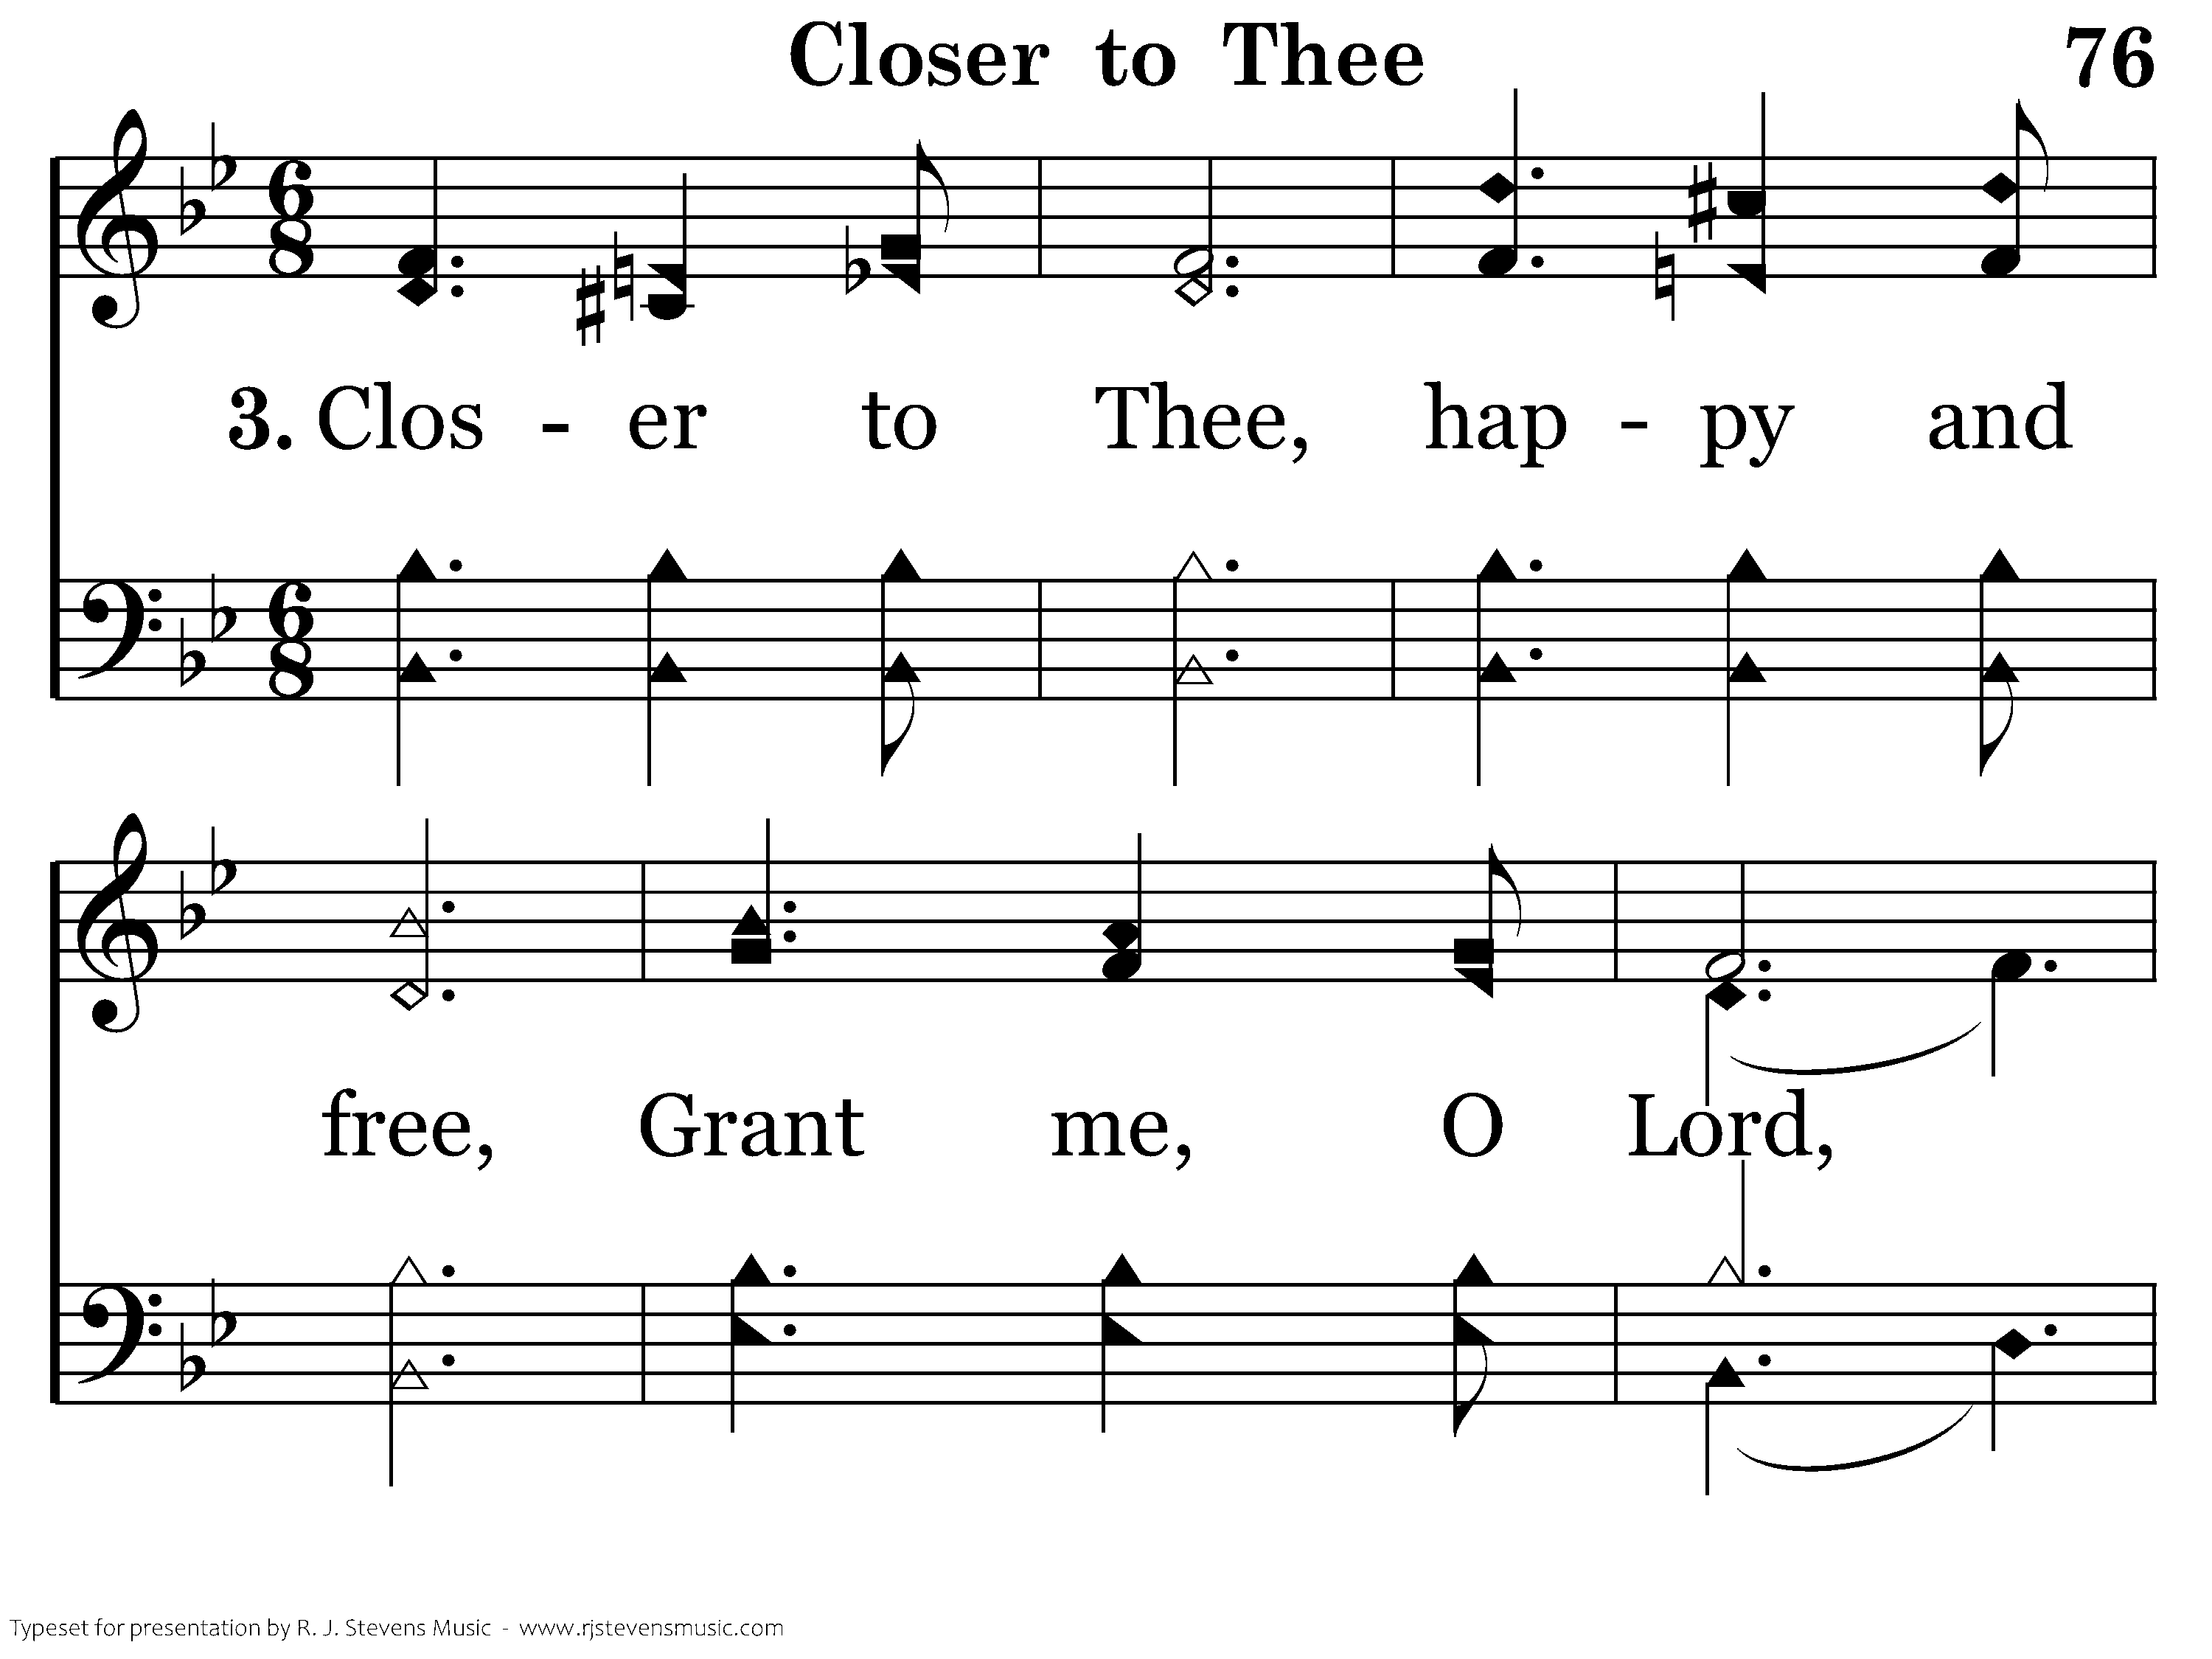 Closer to Thee 76
3. Clos - er to Thee, hap - py and
free, Grant me, O Lord,
Typeset for presentation by R. J. Stevens Music - www.rjstevensmusic.com